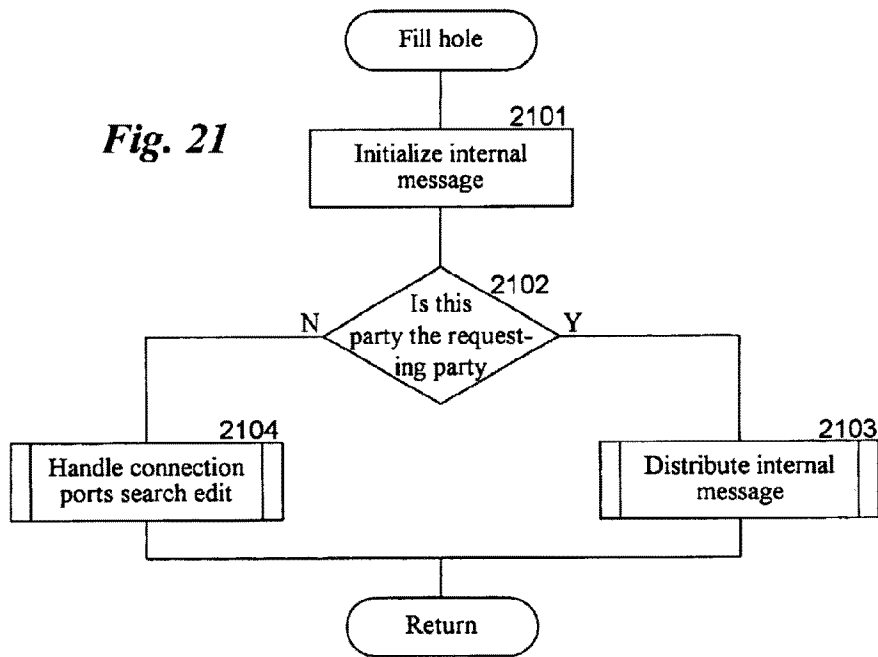 Fill hole
Fig. 21
2101
Initialize internal
message
2102
Is this
party the request-
ing party
N
Y
2104
Handle connection
ports search edit
2103
Distribute internal
message
Return